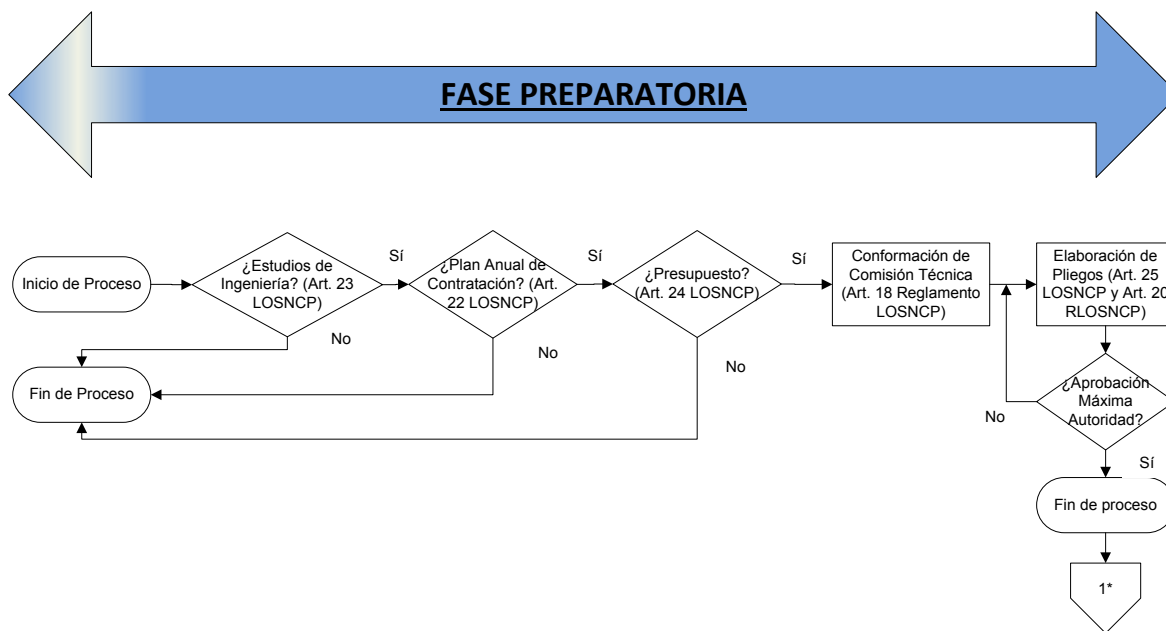 FASE PREPARATORIA
Inicio de Proceso
¿Estudios de
Ingeniería? (Art. 23
LOSNCP)
Sí
No
¿Plan Anual de
Contratación? (Art.
22 LOSNCP)
Sí
No
¿Presupuesto?
(Art. 24 LOSNCP)
Sí
No
Conformación de
Comisión Técnica
(Art. 18 Reglamento
LOSNCP)
Elaboración de
Pliegos (Art. 25
LOSNCP y Art. 20
RLOSNCP)
Fin de Proceso
¿Aprobación
Máxima
Autoridad?
No
Sí
Fin de proceso
1*